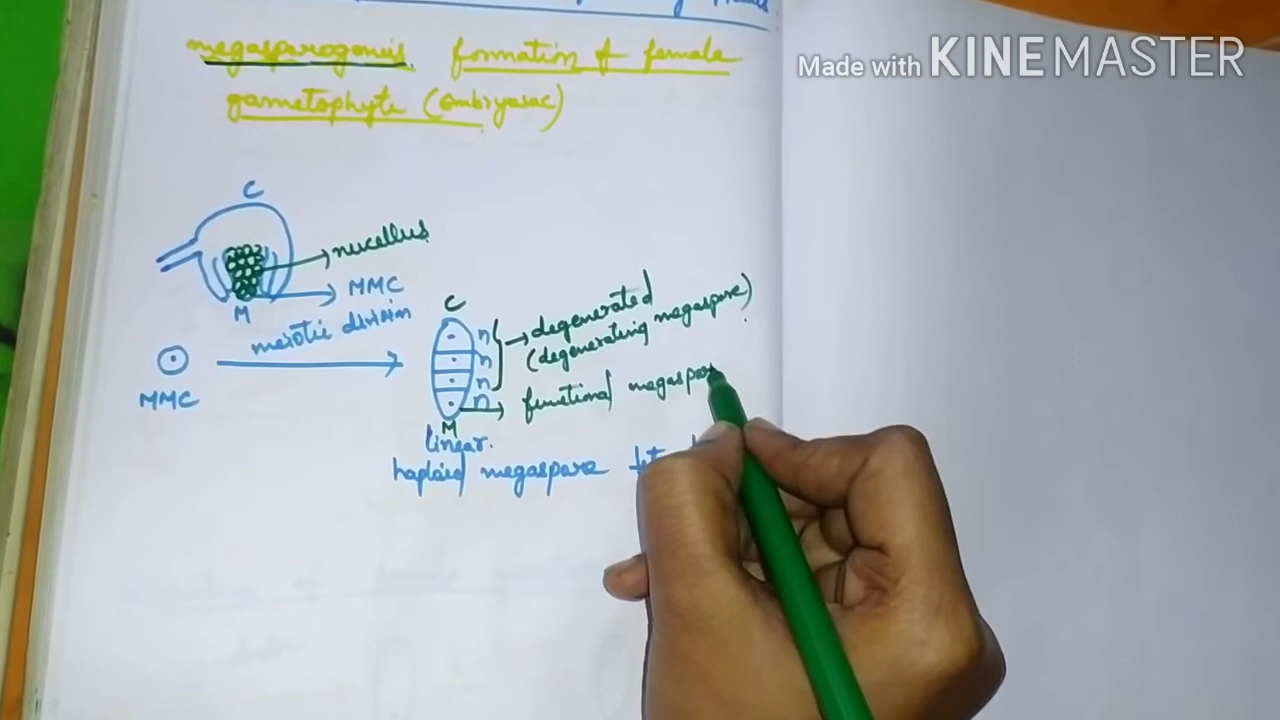 Made with KINEMASTER
megasporogenesis formation of female
gametophyte (embryosac)
C
nucellus
MMC
M
meiotic division
MMC
C
n
n
n
n
degenerated
(degenerating megaspore)
functional megaspore
M
linear.
haploid megaspore